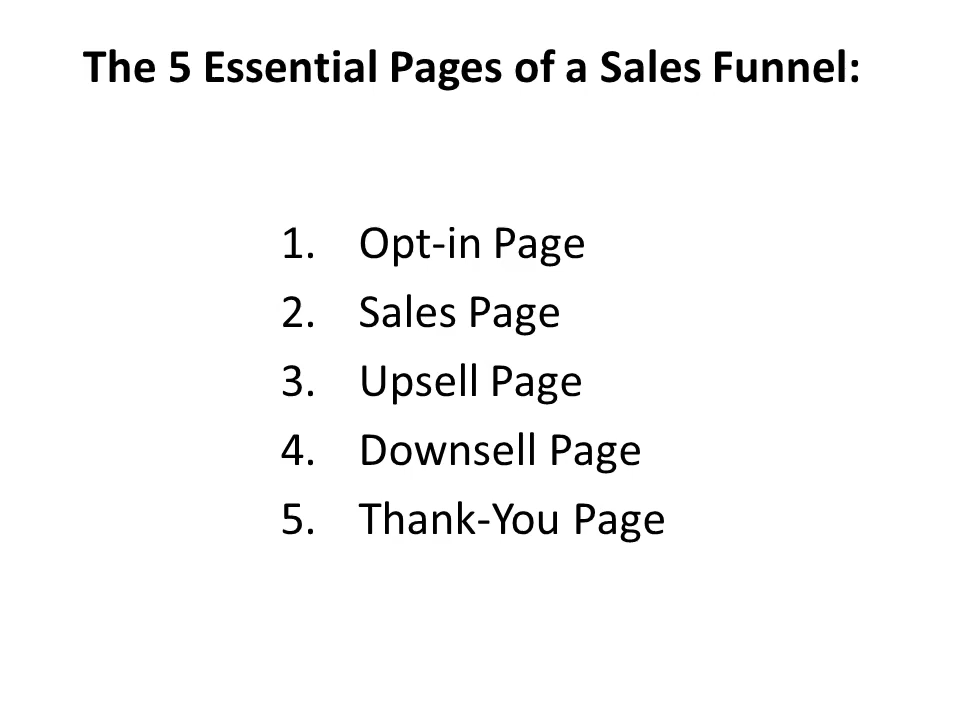 The 5 Essential Pages of a Sales Funnel:
1. Opt-in Page
2. Sales Page
3. Upsell Page
4. Downsell Page
5. Thank-You Page